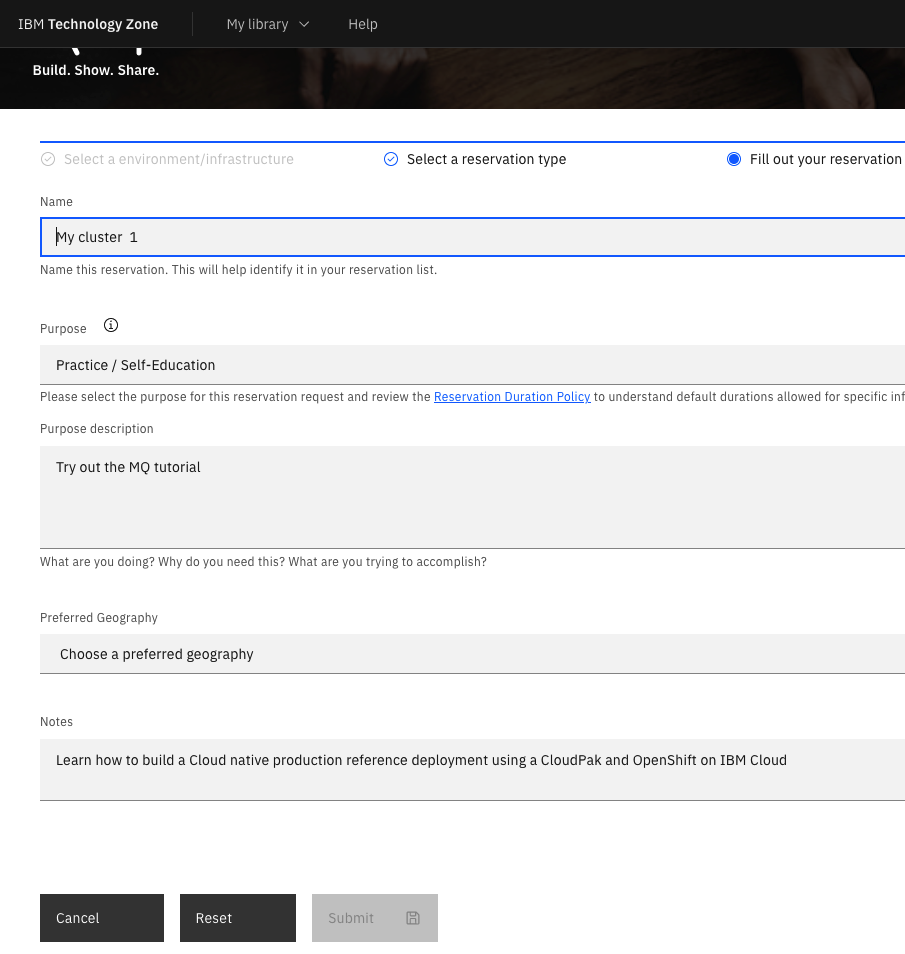 IBM Technology Zone My library Help
Build. Show. Share.
Select a environment/infrastructure Select a reservation type Fill out your reservation
Name
My cluster 1
Name this reservation. This will help identify it in your reservation list.
Purpose
Practice / Self-Education
Please select the purpose for this reservation request and review the Reservation Duration Policy to understand default durations allowed for specific
Purpose description
Try out the MQ tutorial
What are you doing? Why do you need this? What are you trying to accomplish?
Preferred Geography
Choose a preferred geography
Notes
Learn how to build a Cloud native production reference deployment using a CloudPak and OpenShift on IBM Cloud
Cancel Reset Submit